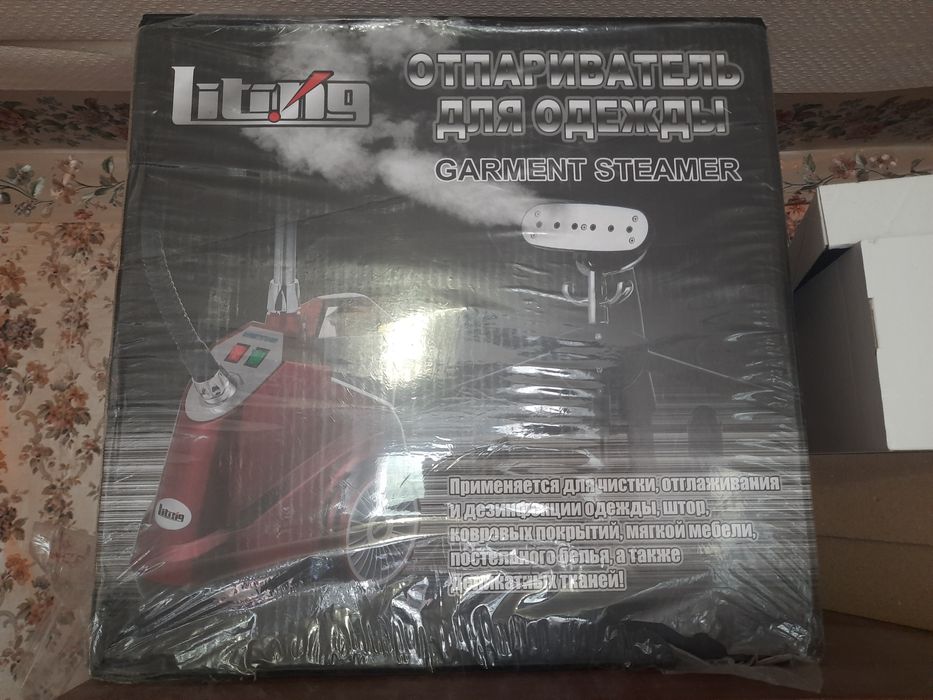 Liting
ОТПАРИВАТЕЛЬ
ДЛЯ ОДЕЖДЫ
GARMENT STEAMER
Применяется для чистки, отглаживания
и дезинфекции одежды, штор,
ковровых покрытий, мягкой мебели,
постельного белья, а также
деликатных тканей!
Liting